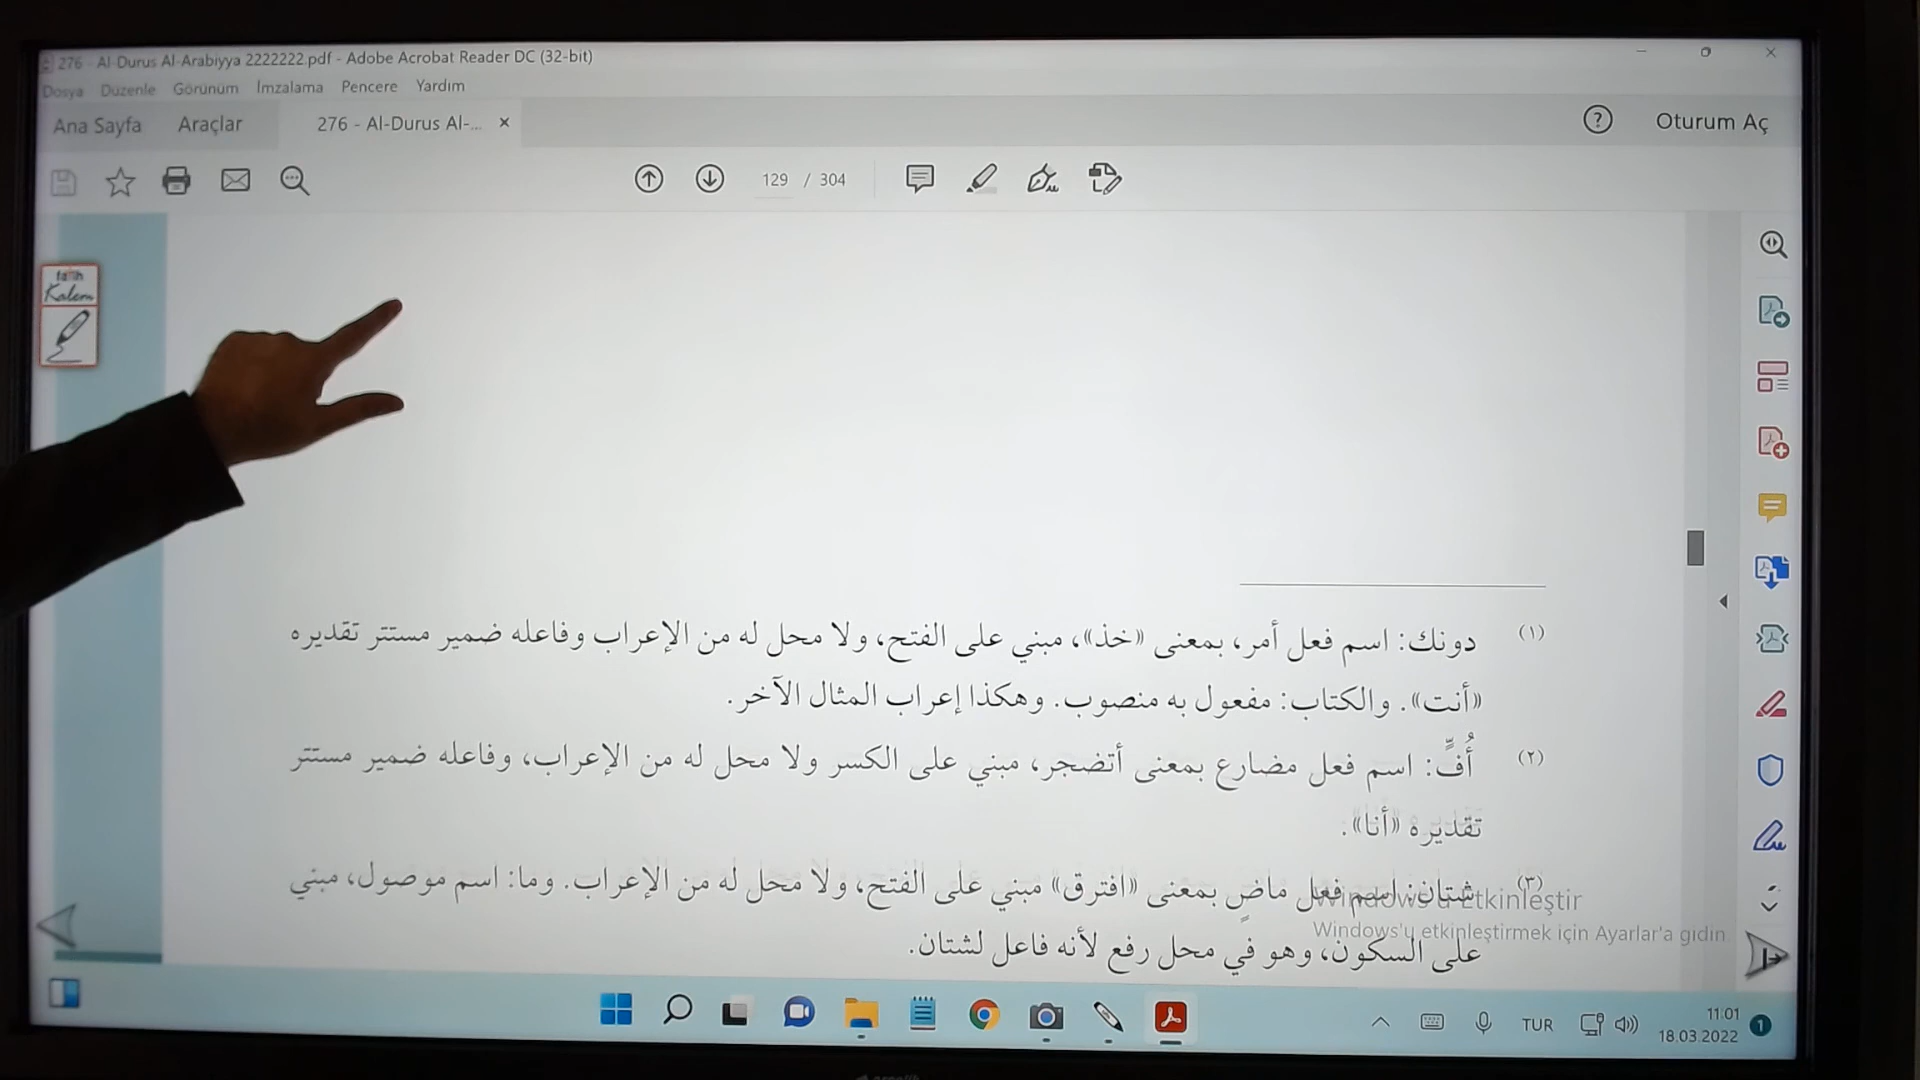 276 - Al-Durus Al-Arabiyya 2222222.pdf - Adobe Acrobat Reader DC (32-bit)
Dosya Düzenle Görünüm İmzalama Pencere Yardım
Ana Sayfa Araçlar 276 - Al-Durus Al-... × ? Oturum Aç
129 / 304
fatih
Kalem
(١) دونك: اسم فعل أمر، بمعنى «خذ»، مبني على الفتح، ولا محل له من الإعراب وفاعله ضمير مستتر تقديره
«أنت». والكتاب: مفعول به منصوب. وهكذا إعراب المثال الآخر.
(٢) أُفٍّ: اسم فعل مضارع بمعنى أتضجر، مبني على الكسر ولا محل له من الإعراب، وفاعله ضمير مستتر
تقديره «أنا».
(٣) شتان: اسم فعل ماضٍ بمعنى «افترق» مبني على الفتح، ولا محل له من الإعراب. وما: اسم موصول، مبني
على السكون، وهو في محل رفع لأنه فاعل لشتان.
Windows'u Etkinleştir
Windows'u etkinleştirmek için Ayarlar'a gidin.
TUR
11:01
18.03.2022
1